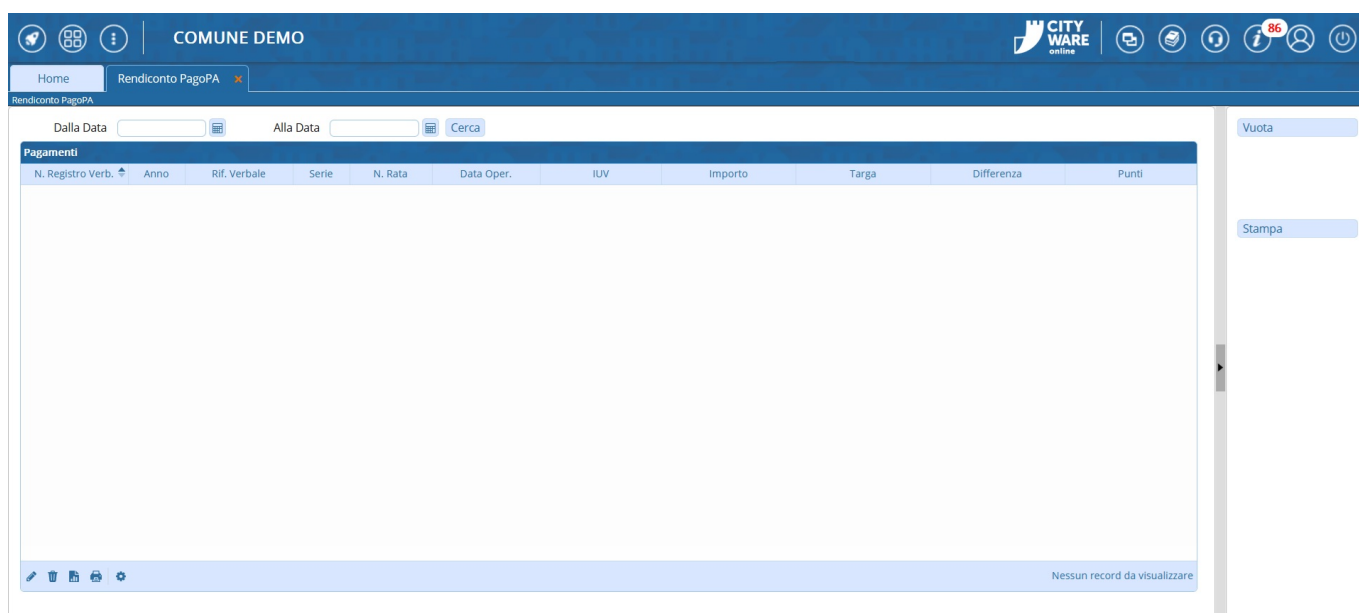 COMUNE DEMO
CITY
WARE
online
86
Home
Rendiconto PagoPA
Rendiconto PagoPA
Dalla Data
Alla Data
Cerca
Vuota
Pagamenti
N. Registro Verb. Anno Rif. Verbale Serie N. Rata Data Oper. IUV Importo Targa Differenza Punti
Stampa
Nessun record da visualizzare